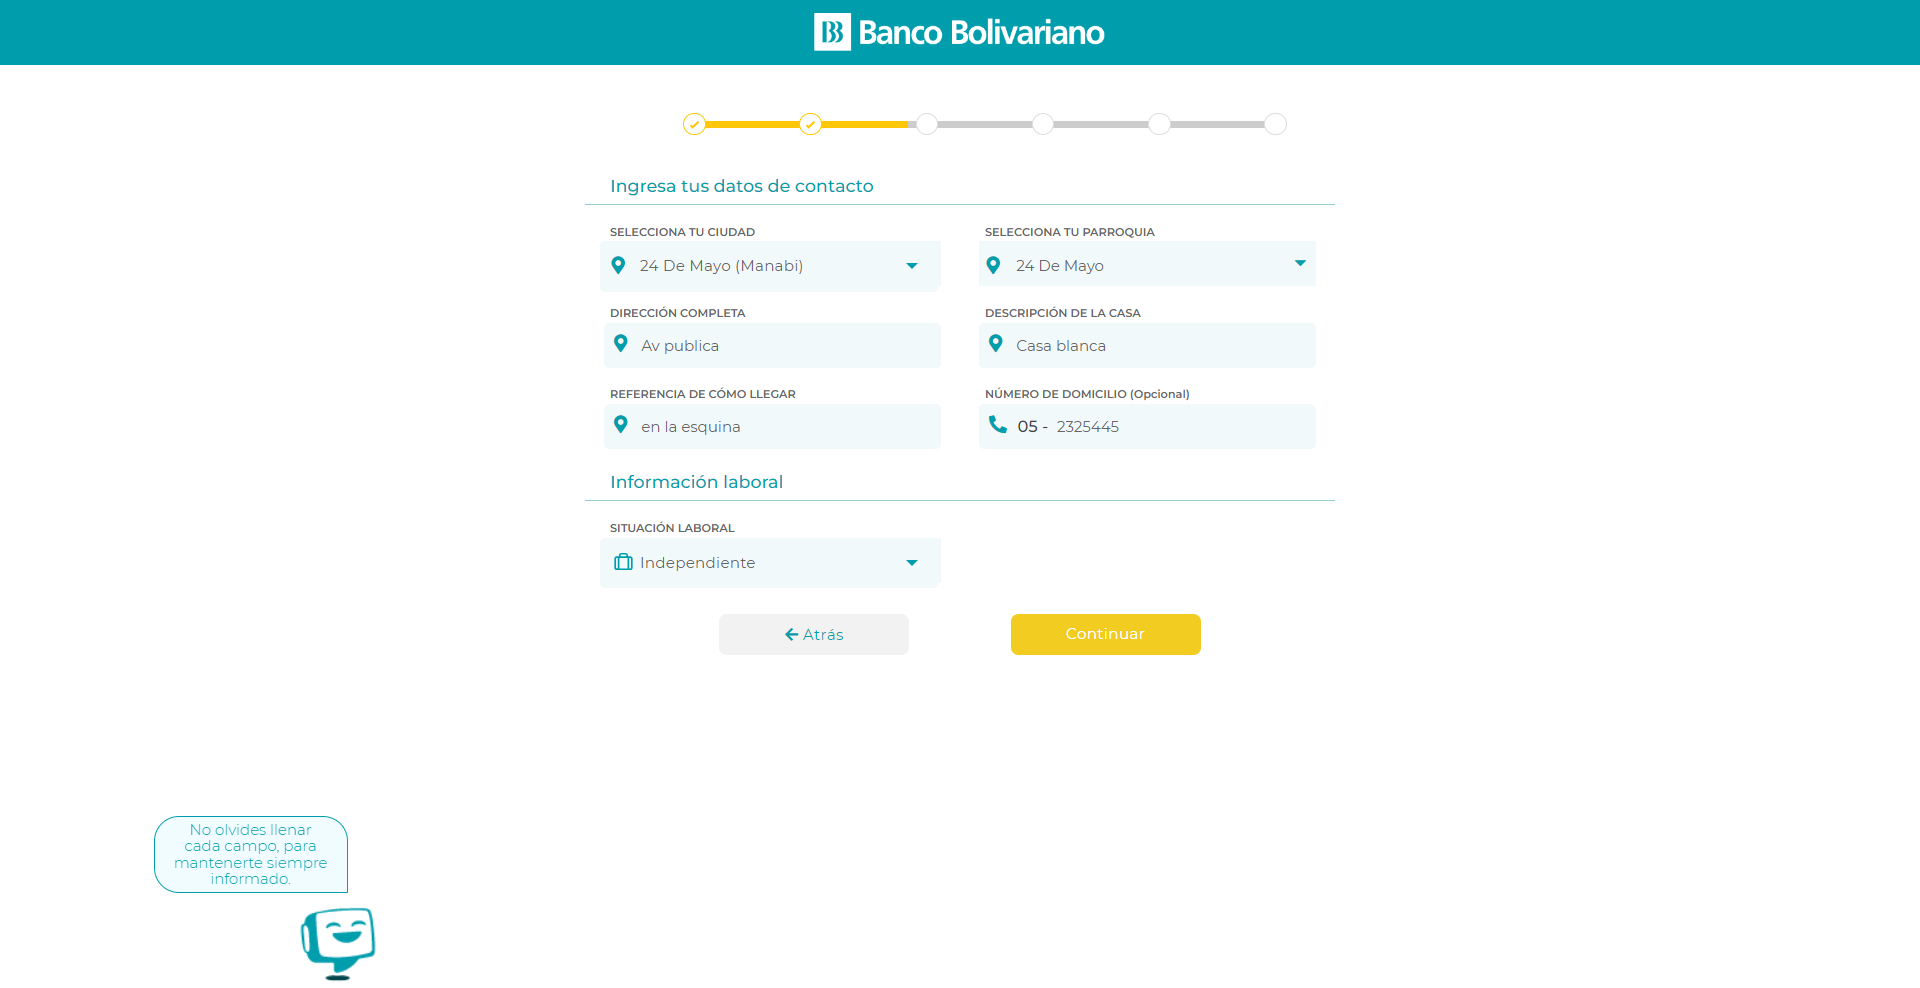 Banco Bolivariano
Ingresa tus datos de contacto
SELECCIONA TU CIUDAD
24 De Mayo (Manabi)
SELECCIONA TU PARROQUIA
24 De Mayo
DIRECCIÓN COMPLETA
Av publica
DESCRIPCIÓN DE LA CASA
Casa blanca
REFERENCIA DE CÓMO LLEGAR
en la esquina
NÚMERO DE DOMICILIO (Opcional)
05 - 2325445
Información laboral
SITUACIÓN LABORAL
Independiente
Atrás
Continuar
No olvides llenar
cada campo, para
mantenerte siempre
informado.